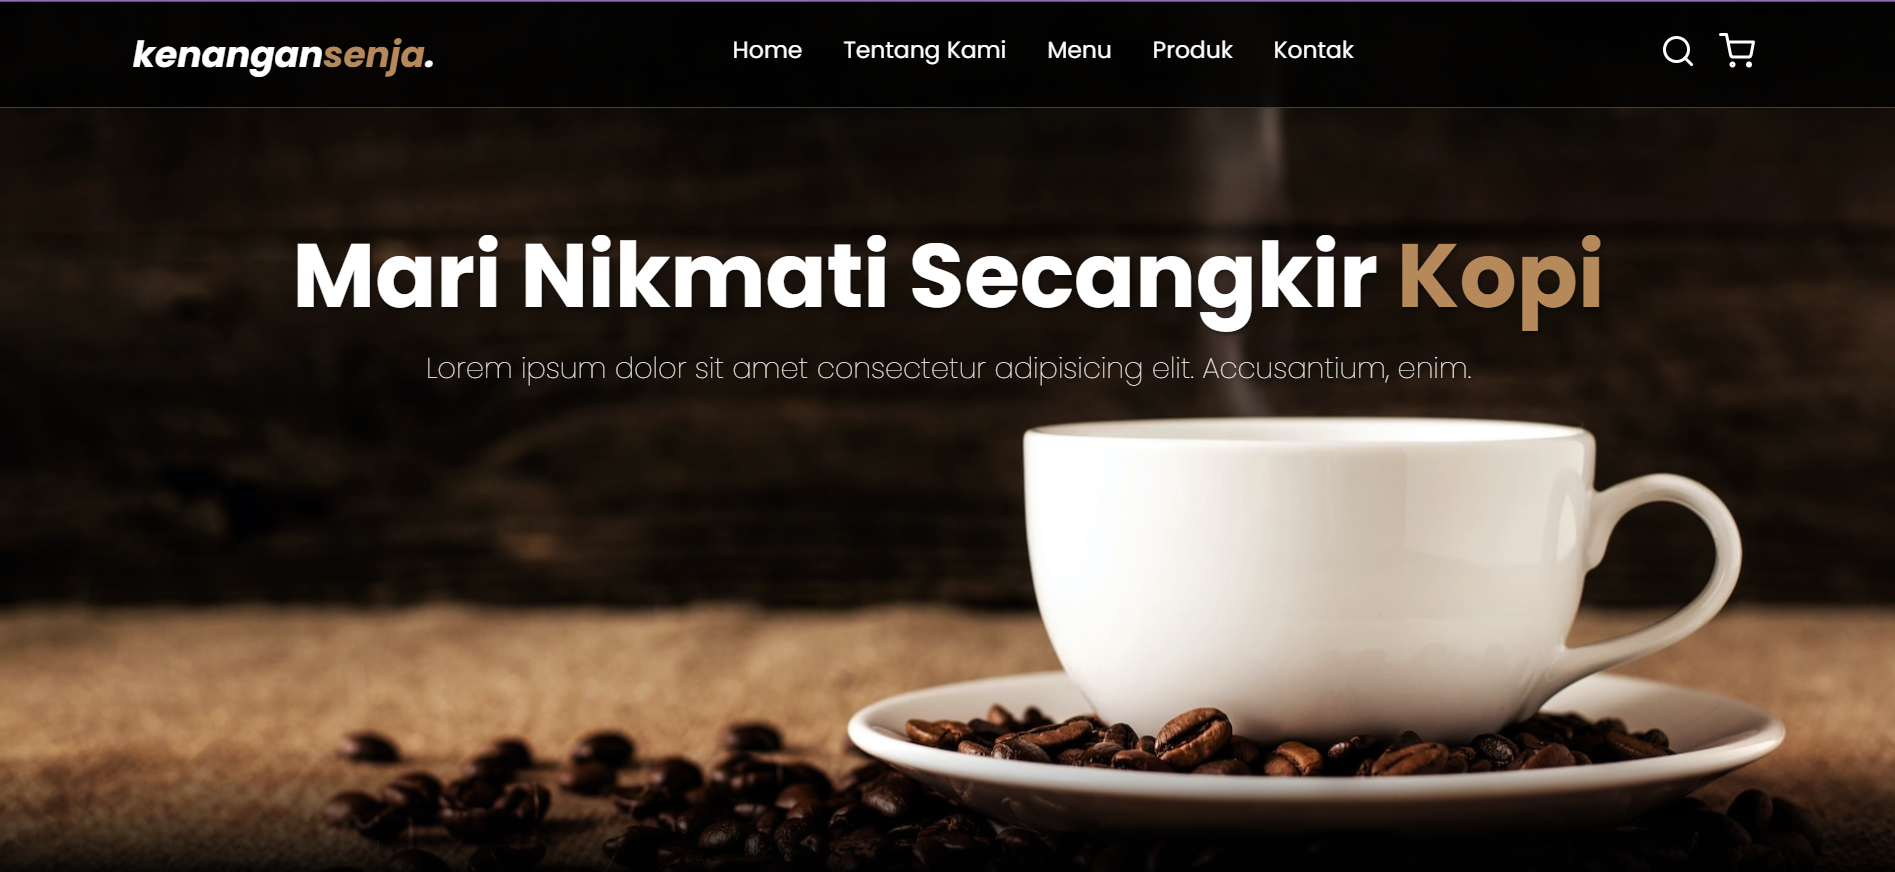 kenangansenja.
Home Tentang Kami Menu Produk Kontak
Mari Nikmati Secangkir Kopi
Lorem ipsum dolor sit amet consectetur adipisicing elit. Accusantium, enim.